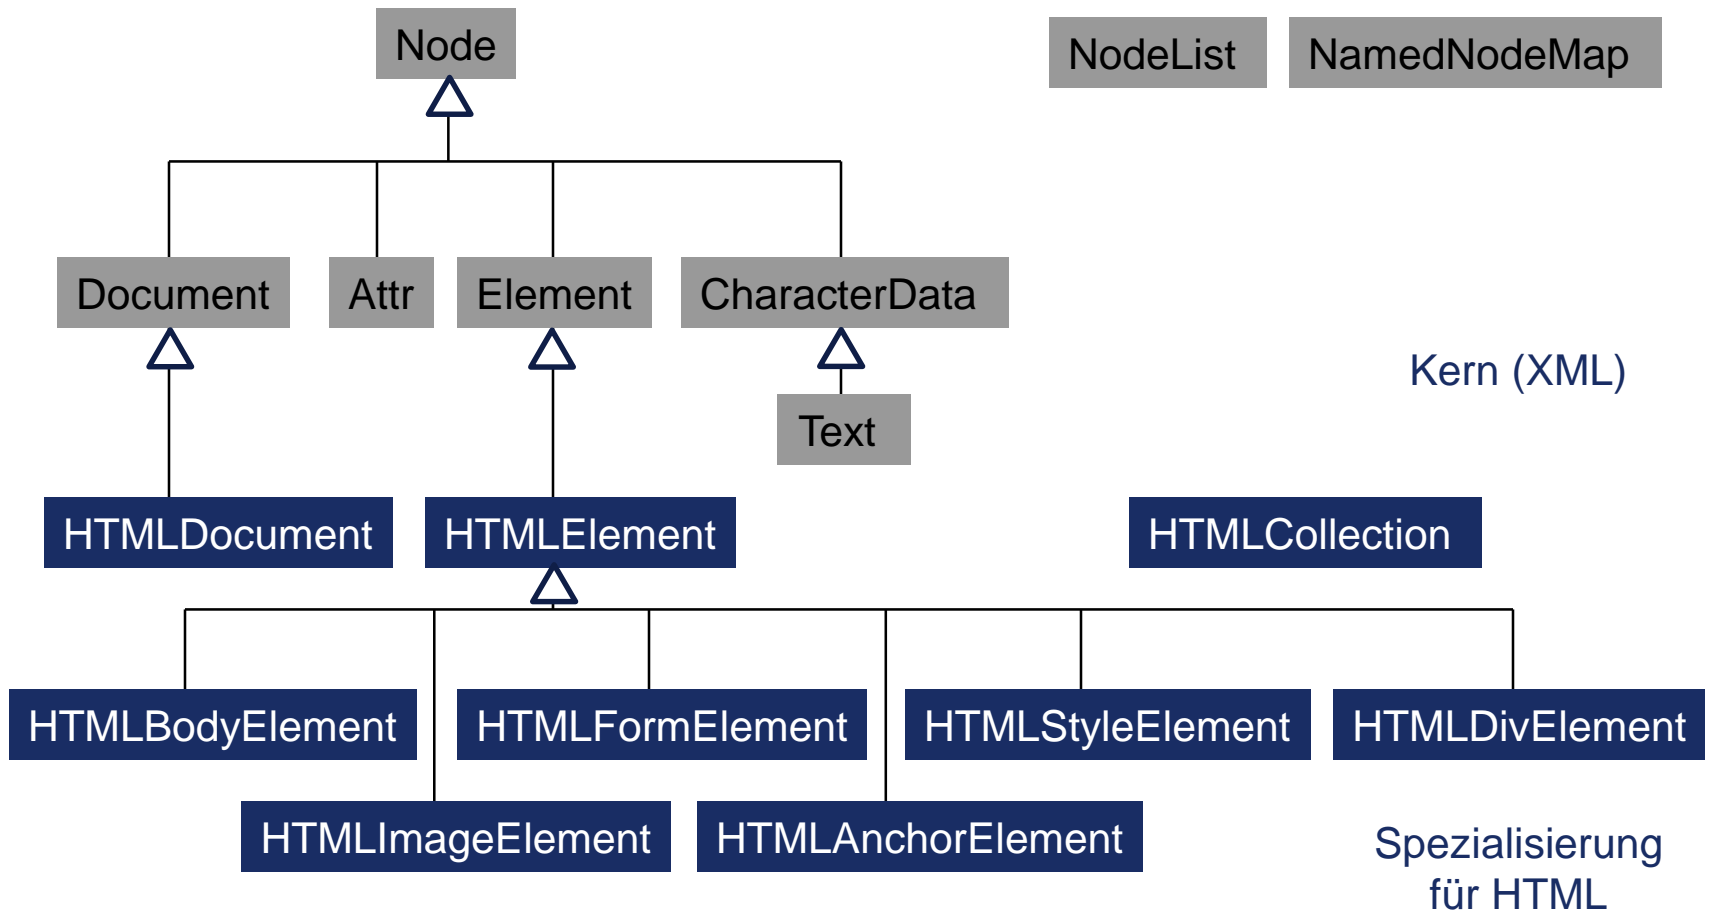 Node
NodeList
NamedNodeMap
Document
Attr
Element
CharacterData
Kern (XML)
Text
HTMLDocument
HTMLElement
HTMLCollection
HTMLBodyElement
HTMLFormElement
HTMLStyleElement
HTMLDivElement
HTMLImageElement
HTMLAnchorElement
Spezialisierung
für HTML